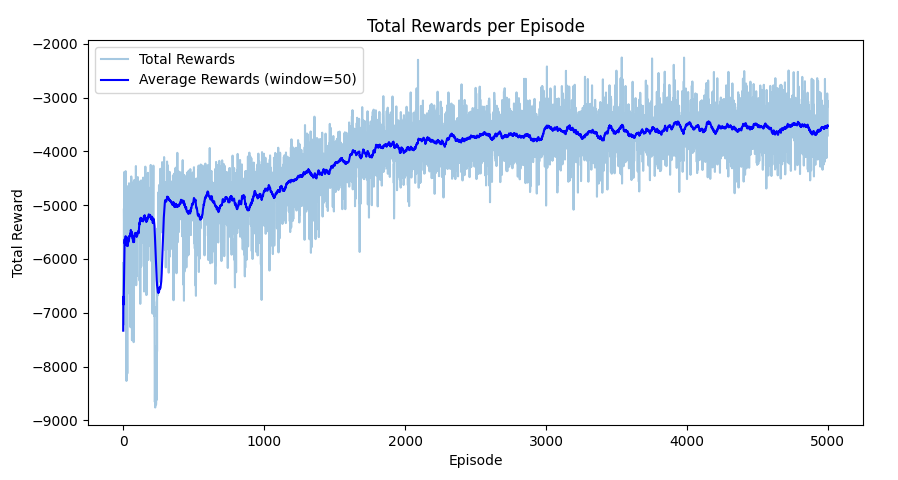 Total Rewards per Episode
Total Rewards
Average Rewards (window=50)
Total Reward
−2000
−3000
−4000
−5000
−6000
−7000
−8000
−9000
0
1000
2000
3000
4000
5000
Episode